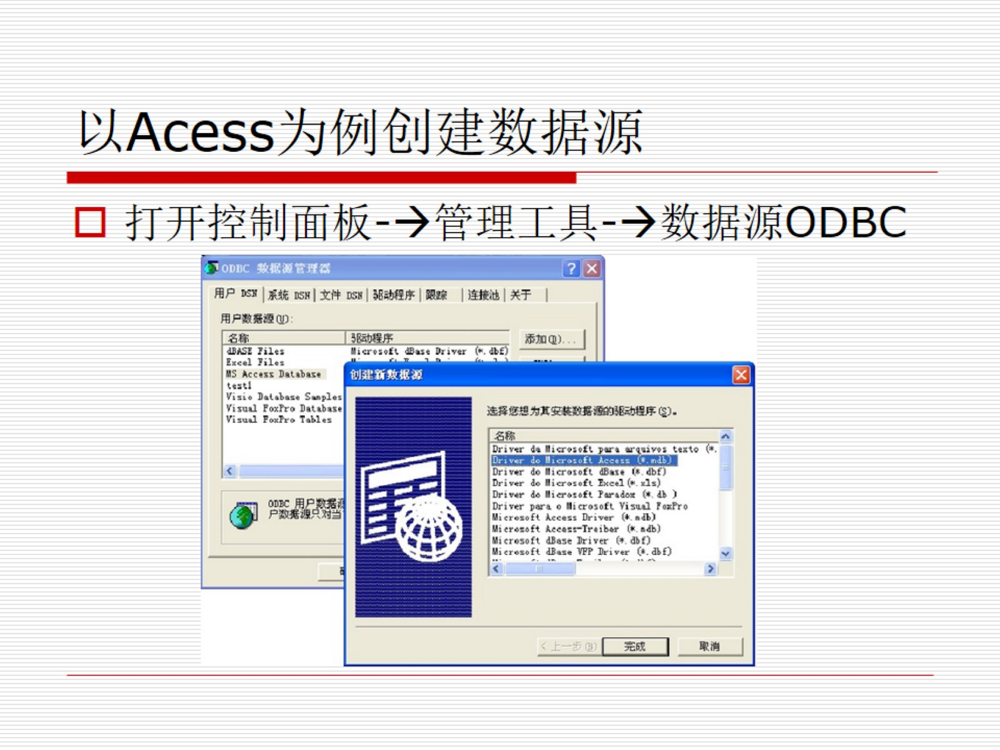 以Acess为例创建数据源
打开控制面板-→管理工具-→数据源ODBC
ODBC 数据源管理器
用户 DSN 系统 DSN 文件 DSN 驱动程序 跟踪 连接池 关于
用户数据源(U):
名称 驱动程序
添加(D)...
dBASE Files Microsoft dBase Driver (*.dbf)
Excel Files
MS Access Database
test1
Visio Database Samples
Visual FoxPro Database
Visual FoxPro Tables
ODBC 用户数据源
户数据源只对当
创建新数据源
选择您想为其安装数据源的驱动程序(S)。
名称
Driver da Microsoft para arquivos texto (*.
Driver do Microsoft Access (*.mdb)
Driver do Microsoft dBase (*.dbf)
Driver do Microsoft Excel(*.xls)
Driver do Microsoft Paradox (*.db )
Driver para o Microsoft Visual FoxPro
Microsoft Access Driver (*.mdb)
Microsoft Access-Treiber (*.mdb)
Microsoft dBase Driver (*.dbf)
Microsoft dBase VFP Driver (*.dbf)
< 上一步(B) 完成 取消